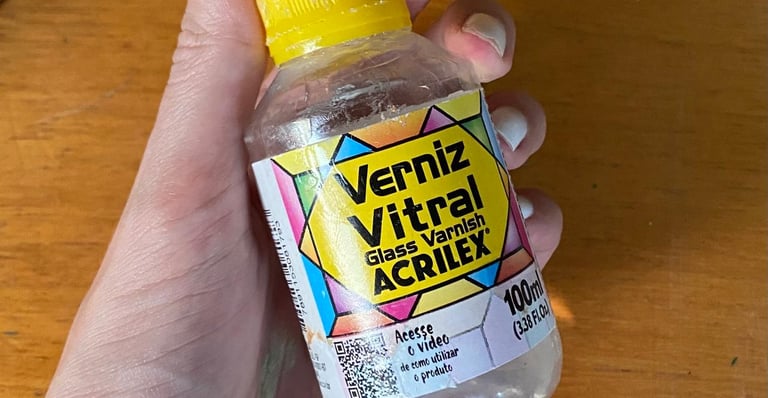 Verniz
Vitral
Glass Varnish
ACRILEX®
100ml
(3.38 Fl.Oz)
Acesse
o vídeo
de como utilizar
o produto